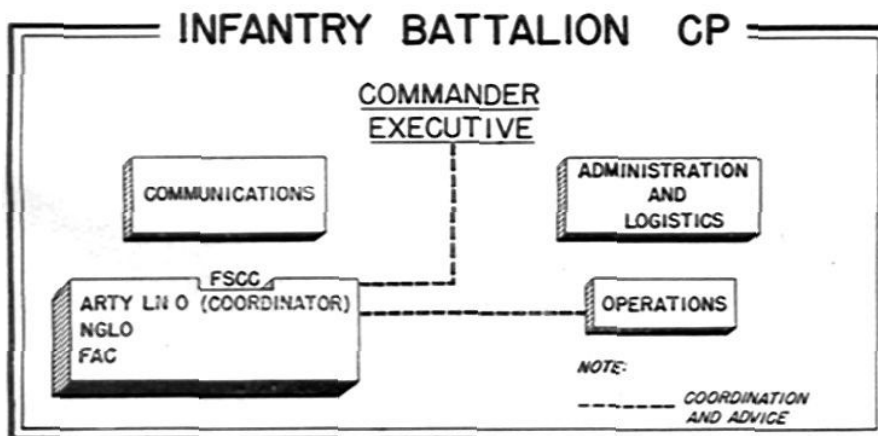 INFANTRY BATTALION CP
COMMANDER
EXECUTIVE
COMMUNICATIONS
ADMINISTRATION
AND
LOGISTICS
FSCC
ARTY LN O (COORDINATOR)
NGLO
FAC
OPERATIONS
NOTE:
COORDINATION
AND ADVICE